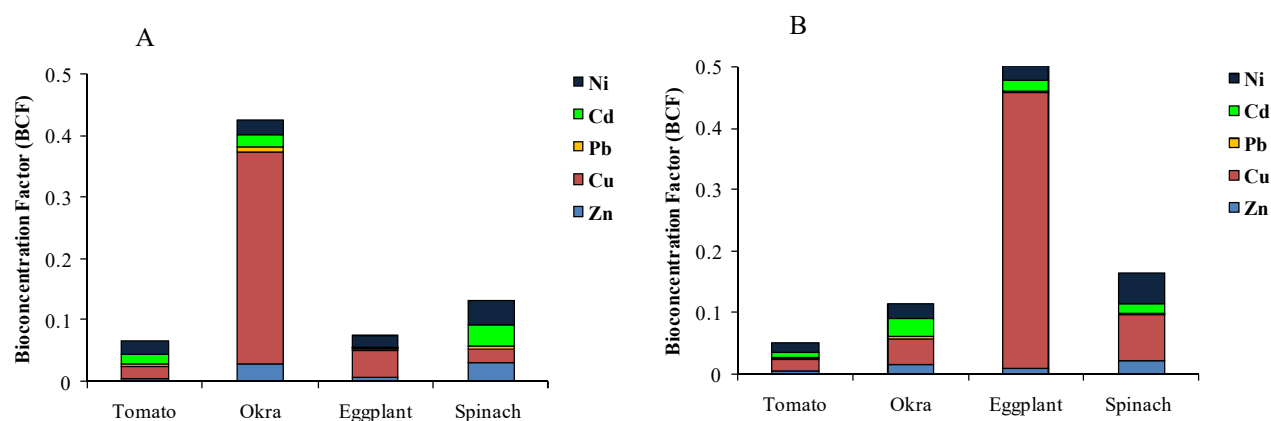 A
Bioconcentration Factor (BCF)
0.5
0.4
0.3
0.2
0.1
0
Tomato Okra Eggplant Spinach
Ni
Cd
Pb
Cu
Zn
B
Bioconcentration Factor (BCF)
0.5
0.4
0.3
0.2
0.1
0
Tomato Okra Eggplant Spinach
Ni
Cd
Pb
Cu
Zn